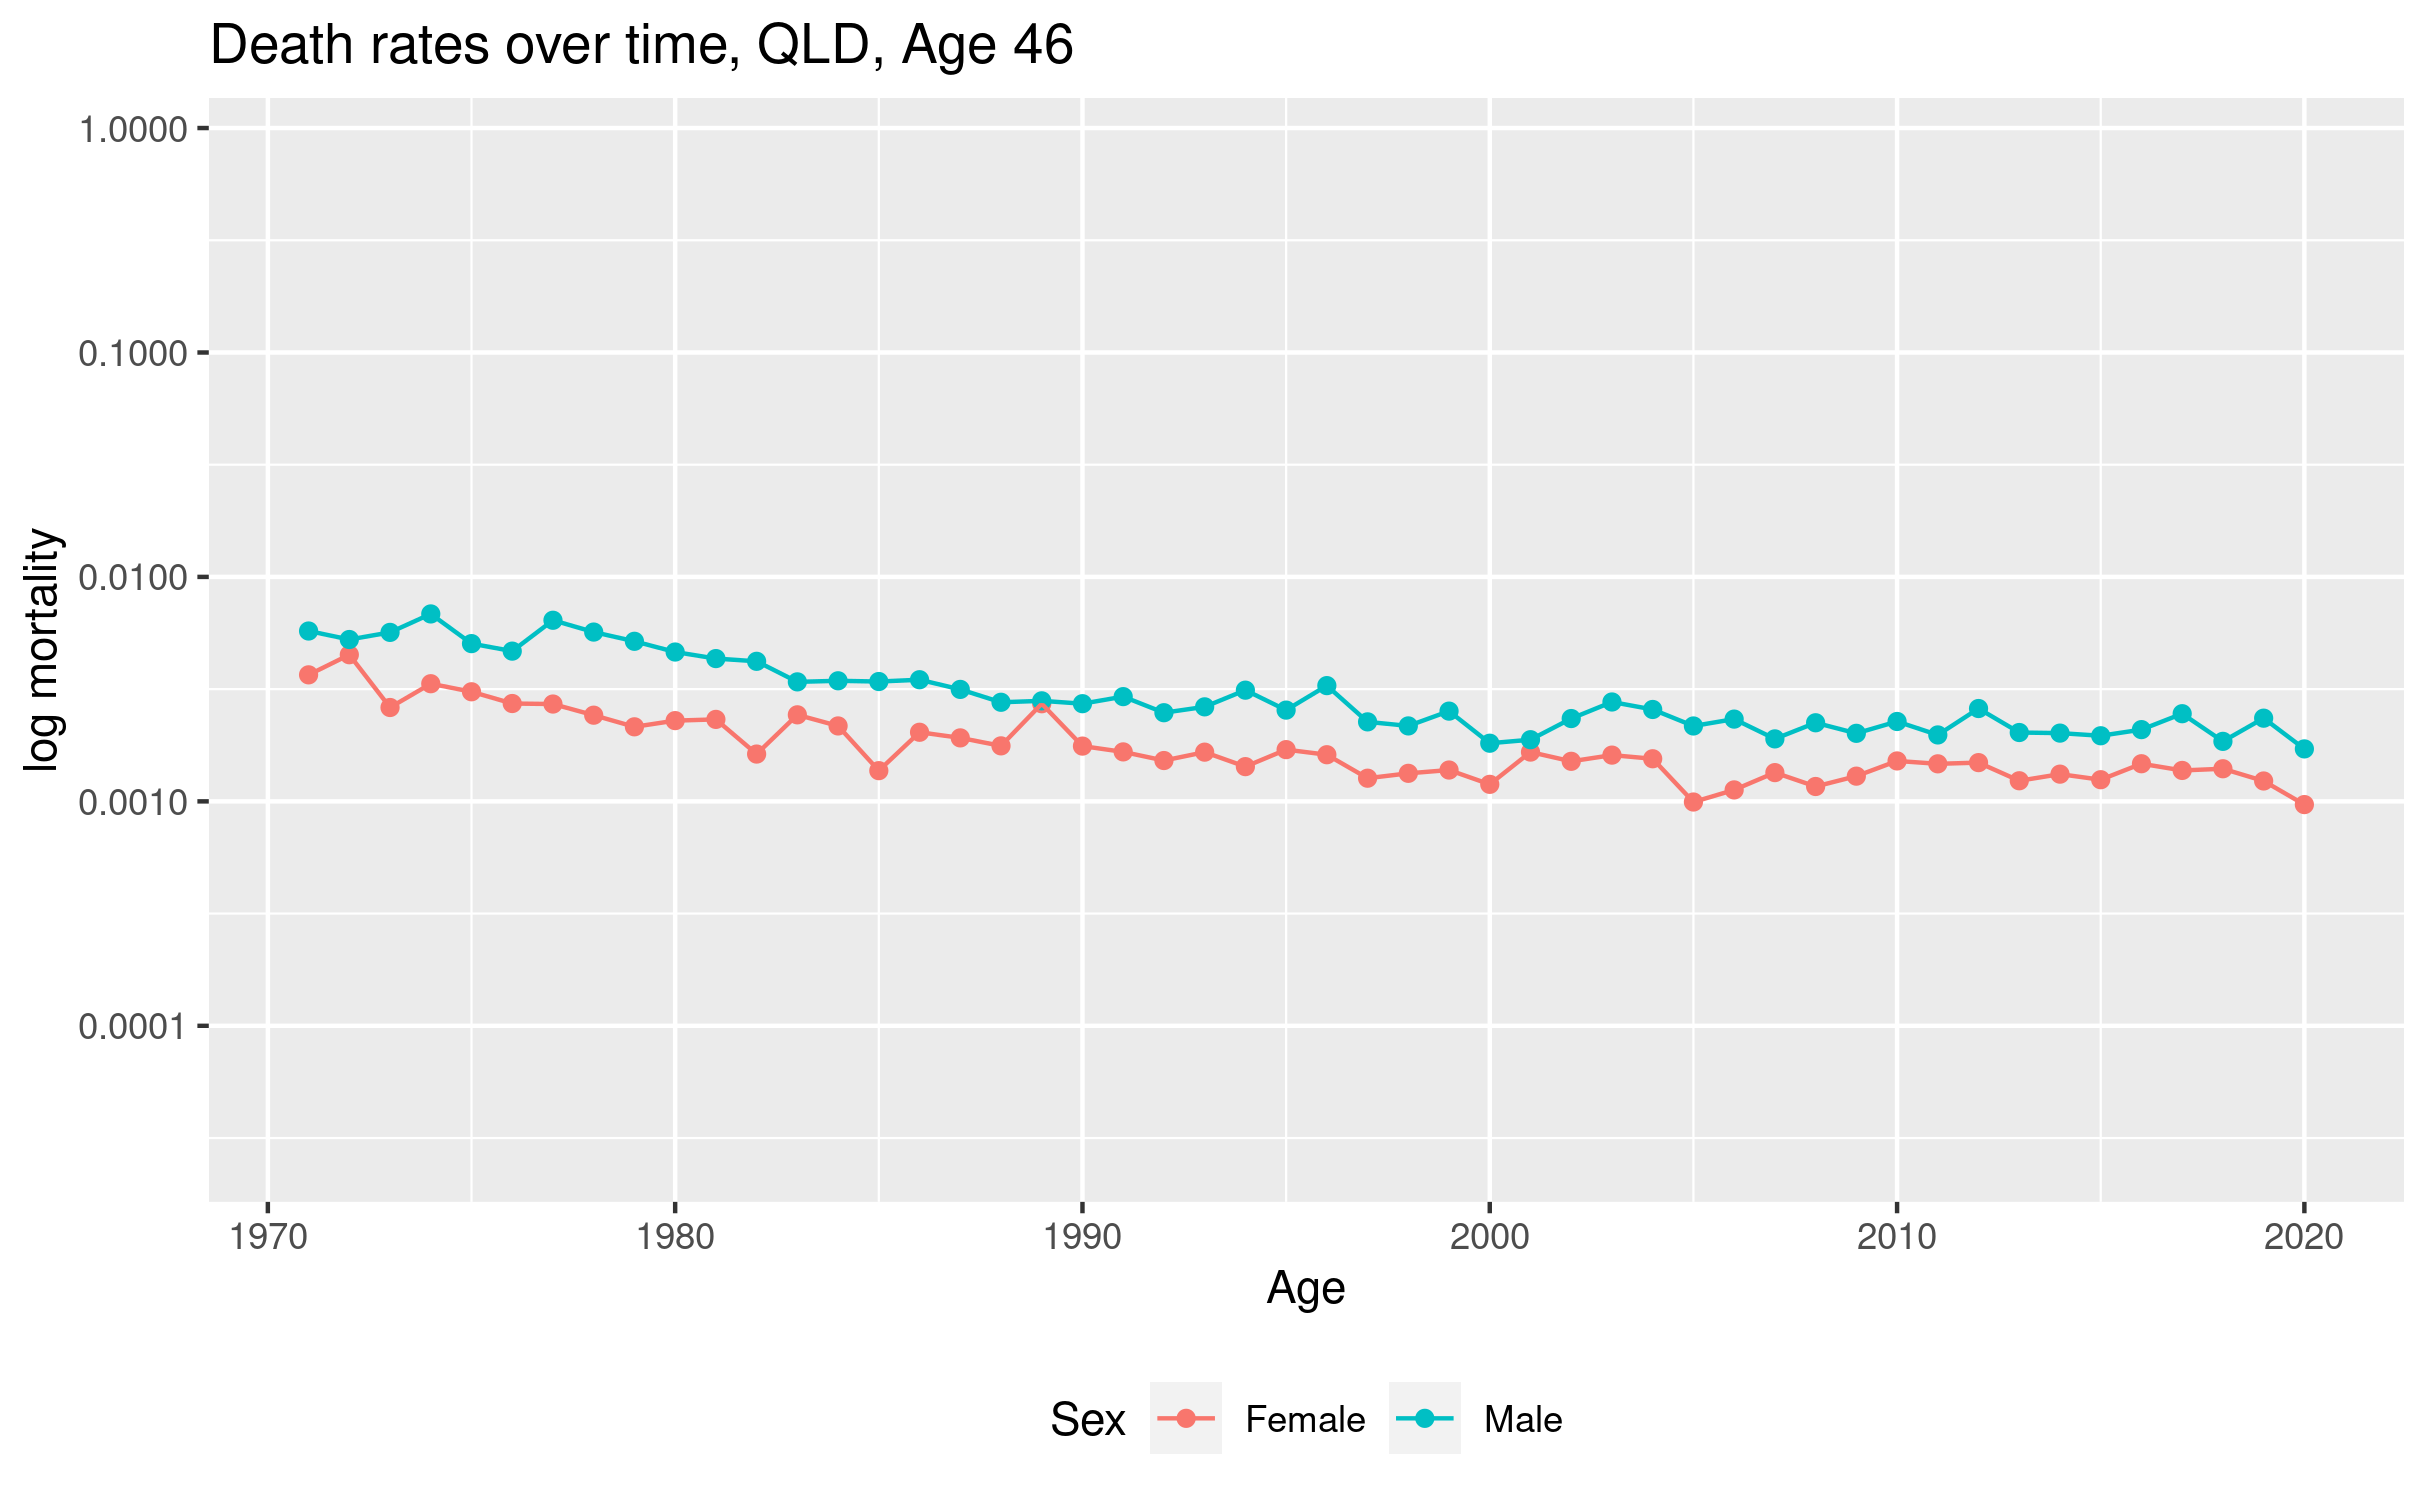 Death rates over time, QLD, Age 46
1.0000
0.1000
0.0100
0.0010
0.0001
log mortality
1970 1980 1990 2000 2010 2020
Age
Sex Female Male